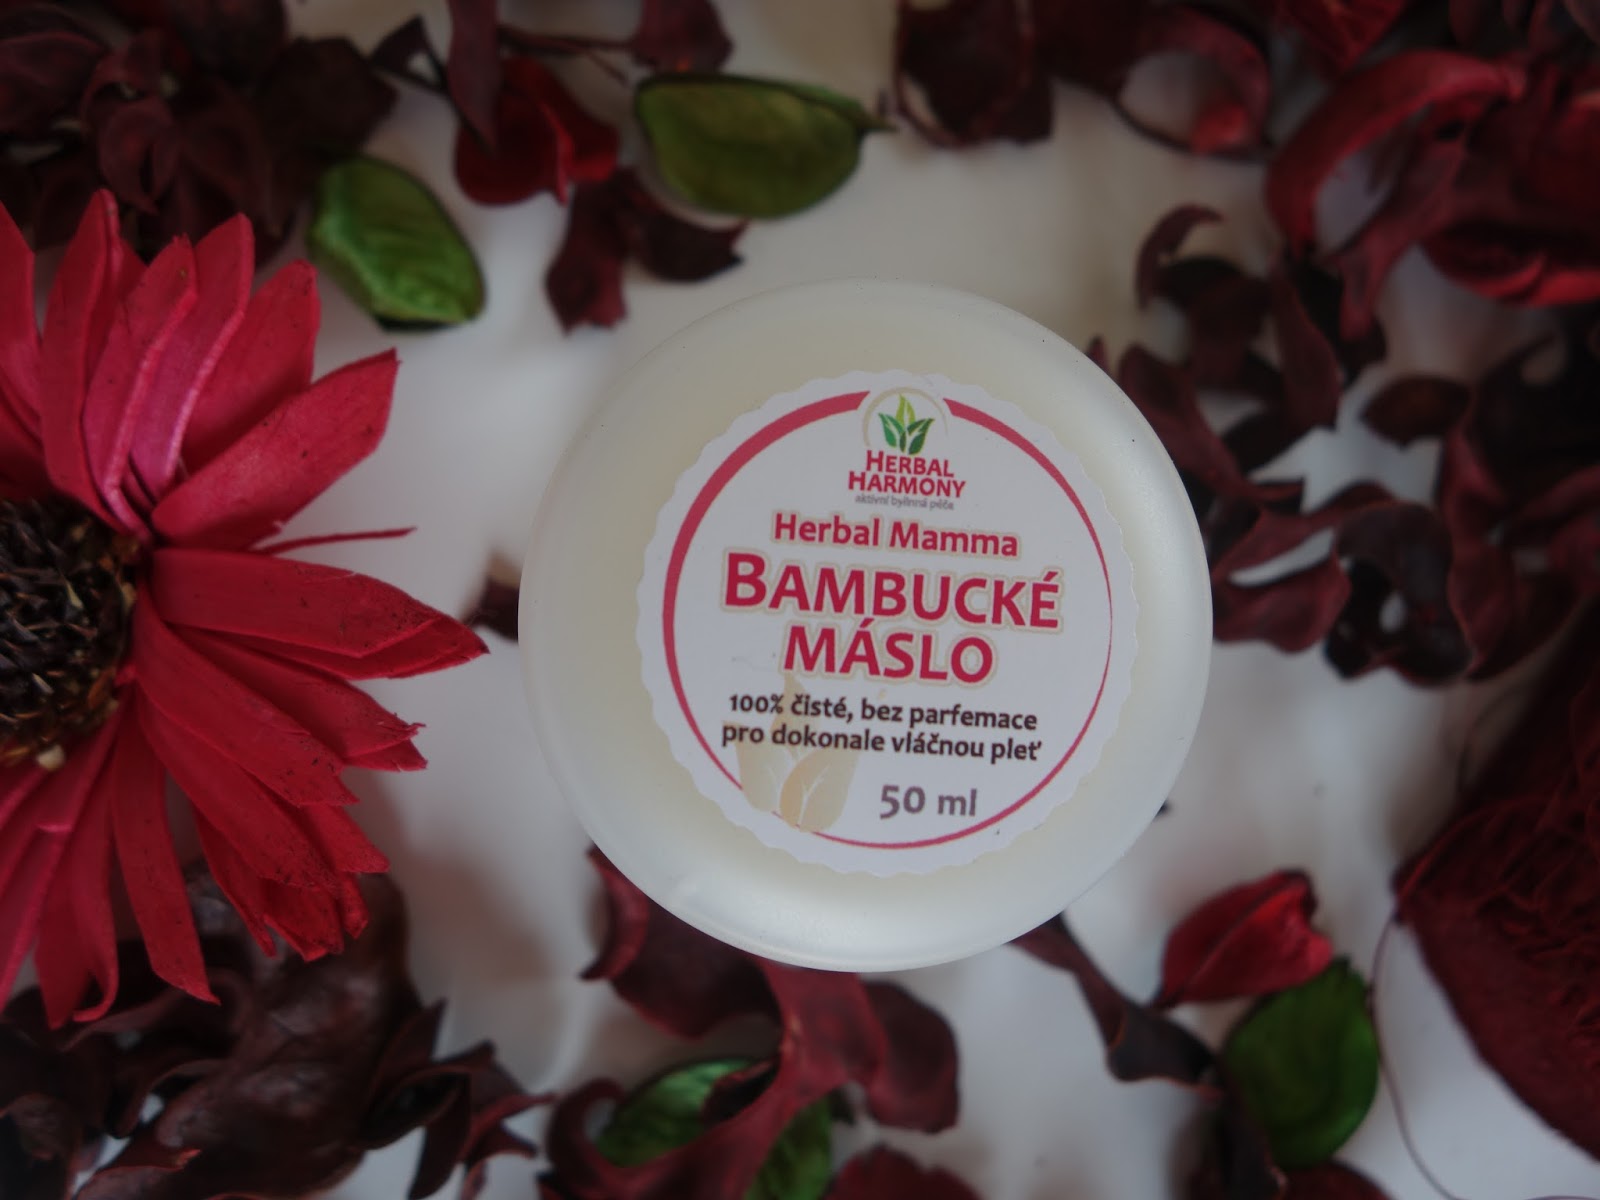 HERBAL
HARMONY
aktivní bylinná péče
Herbal Mamma
BAMBUCKÉ
MÁSLO
100% čisté, bez parfemace
pro dokonale vláčnou pleť
50 ml